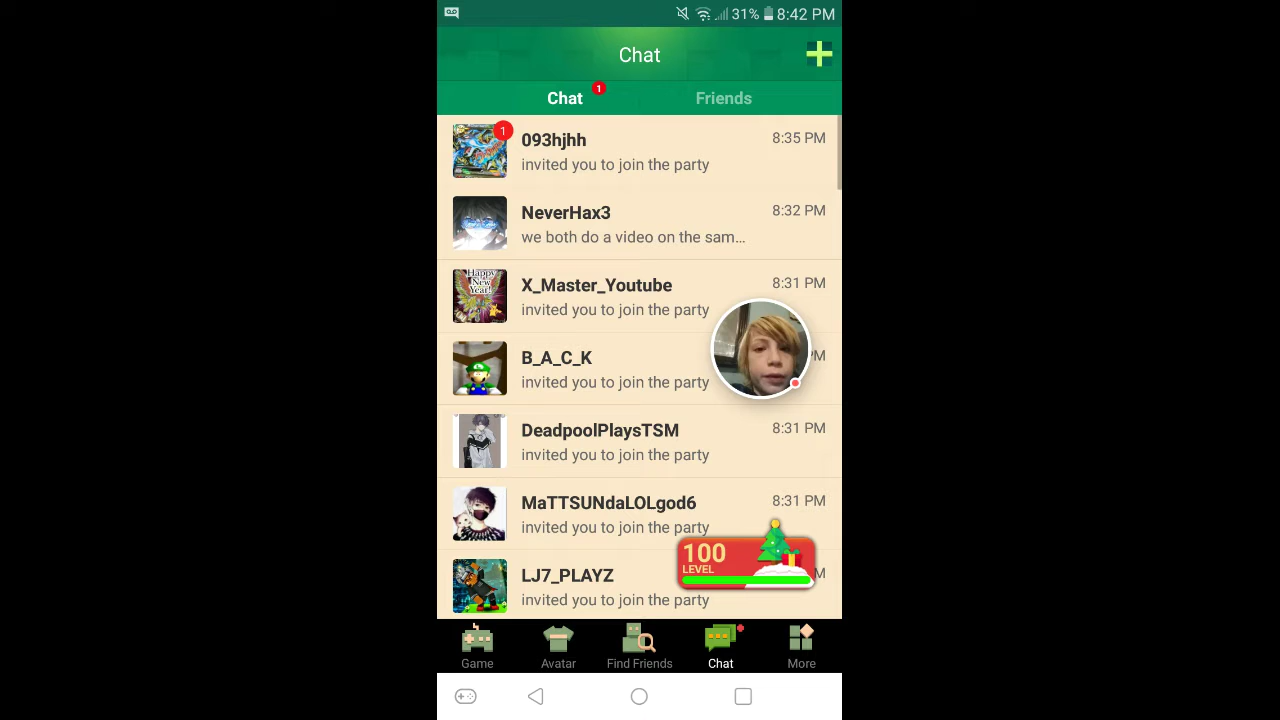 31% 8:42 PM
Chat
Chat 1 Friends
1
093hjhh 8:35 PM
invited you to join the party
NeverHax3 8:32 PM
we both do a video on the sam...
Happy New Year!
X_Master_Youtube 8:31 PM
invited you to join the party
B_A_C_K PM
invited you to join the party
DeadpoolPlaysTSM 8:31 PM
invited you to join the party
MaTTSUNdaLOLgod6 8:31 PM
invited you to join the party
100
LEVEL
LJ7_PLAYZ M
invited you to join the party
Game Avatar Find Friends Chat More